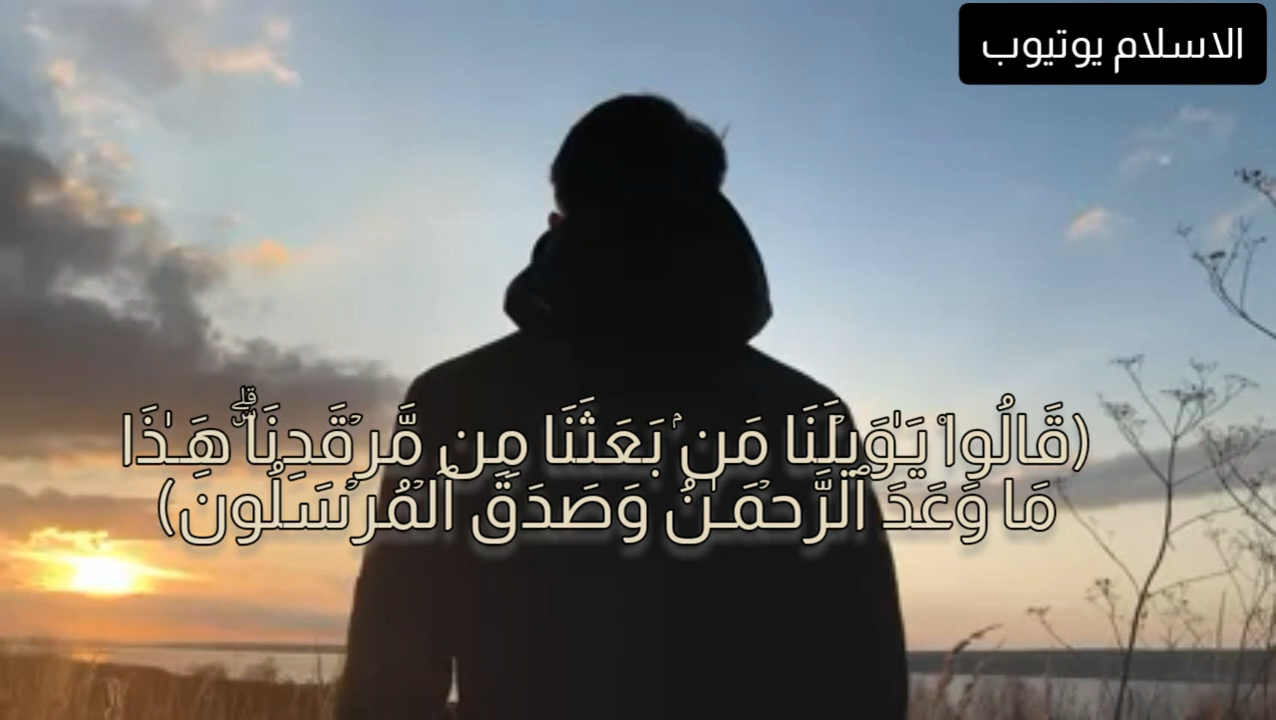 الاسلام يوتيوب
(قَالُوا۟ يَـٰوَيۡلَنَا مَنۢ بَعَثَنَا مِن مَّرۡقَدِنَاۗۜ هَـٰذَا
مَا وَعَدَ ٱلرَّحۡمَـٰنُ وَصَدَقَ ٱلۡمُرۡسَلُون)